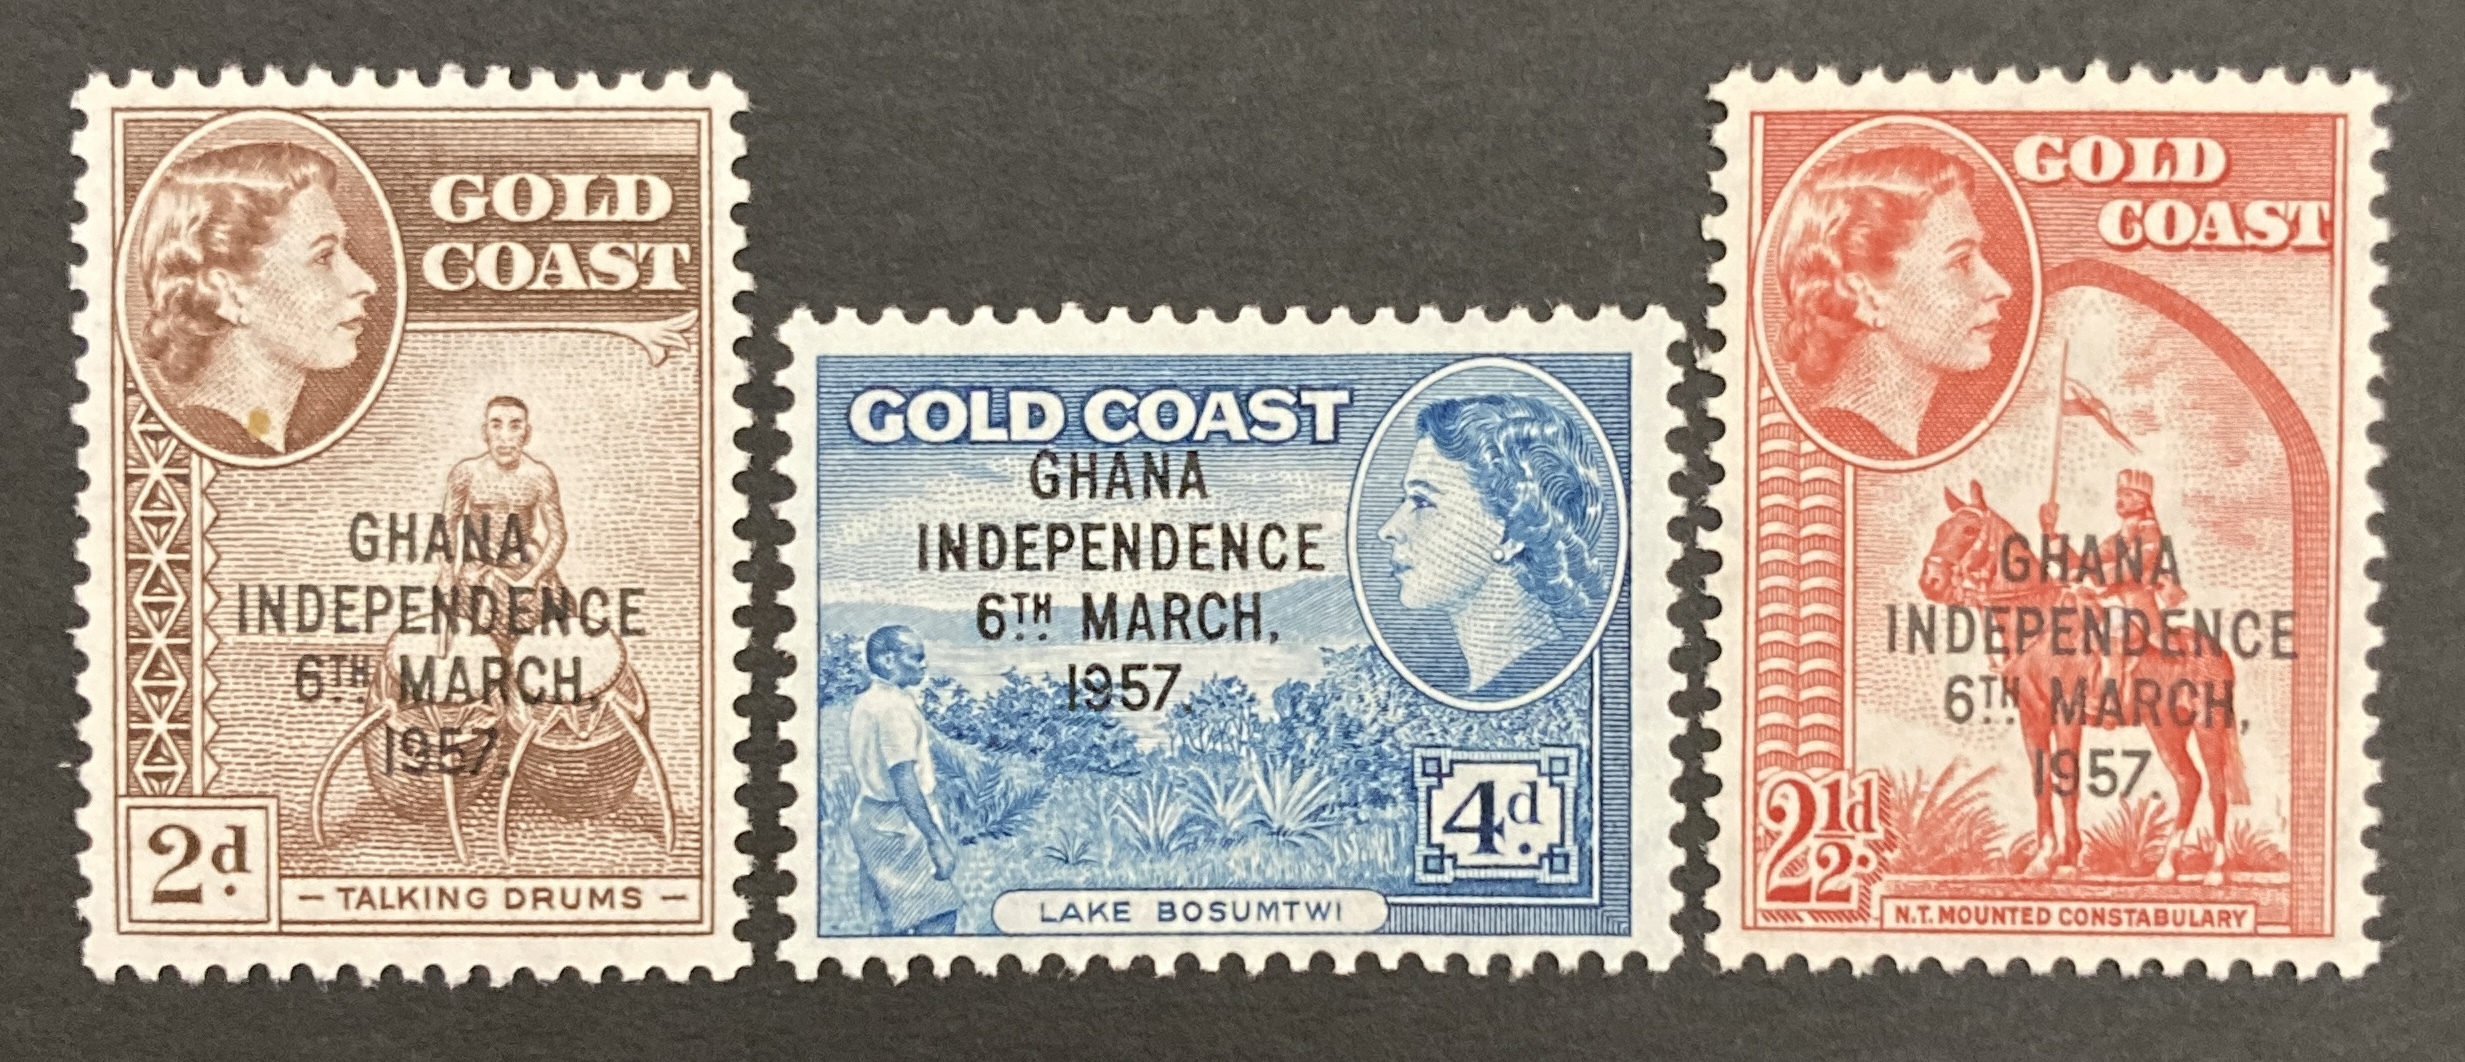 GOLD
COAST
GHANA
INDEPENDENCE
6TH MARCH,
1957.
2d.
— TALKING DRUMS —
GOLD COAST
GHANA
INDEPENDENCE
6TH MARCH,
1957.
4d.
LAKE BOSUMTWI
GOLD
COAST
GHANA
INDEPENDENCE
6TH MARCH,
1957.
2½d.
N.T. MOUNTED CONSTABULARY